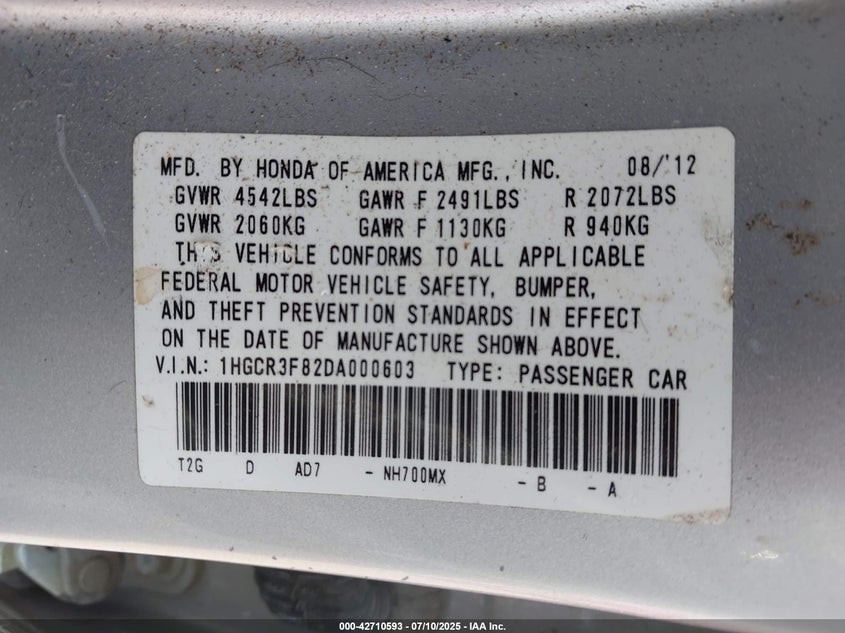 MFD. BY HONDA OF AMERICA MFG., INC. 08/'12
GVWR 4542LBS GAWR F 2491LBS R 2072LBS
GVWR 2060KG GAWR F 1130KG R 940KG
THIS VEHICLE CONFORMS TO ALL APPLICABLE
FEDERAL MOTOR VEHICLE SAFETY, BUMPER,
AND THEFT PREVENTION STANDARDS IN EFFECT
ON THE DATE OF MANUFACTURE SHOWN ABOVE.
V.I.N.: 1HGCR3F82DA000603 TYPE: PASSENGER CAR
T2G D AD7 - NH700MX - B - A
000-42710593 - 07/10/2025 - IAA Inc.